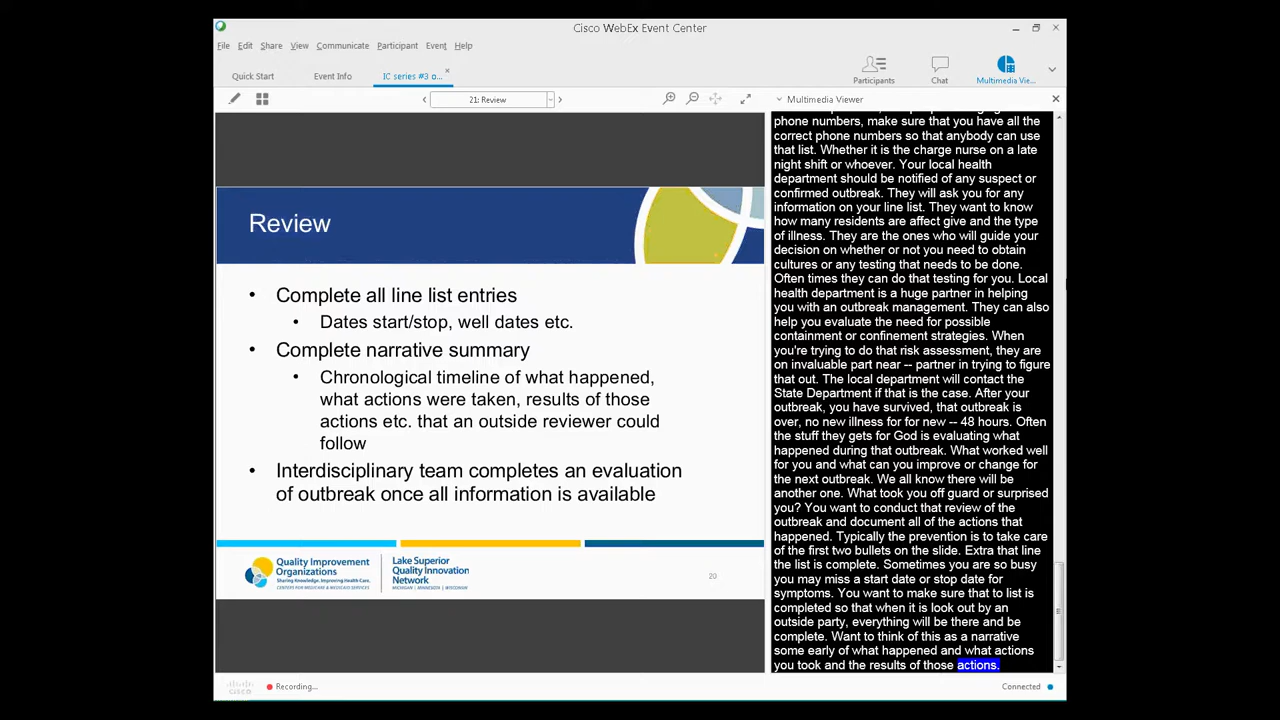 Cisco WebEx Event Center
File Edit Share View Communicate Participant Event Help
Quick Start Event Info IC series #3 o... Participants Chat Multimedia Vie...
21: Review
Multimedia Viewer
Review
• Complete all line list entries
• Dates start/stop, well dates etc.
• Complete narrative summary
• Chronological timeline of what happened,
what actions were taken, results of those
actions etc. that an outside reviewer could
follow
• Interdisciplinary team completes an evaluation
of outbreak once all information is available
Quality Improvement
Organizations
Sharing Knowledge. Improving Health Care.
CENTERS FOR MEDICARE & MEDICAID SERVICES
Lake Superior
Quality Innovation
Network
MICHIGAN | MINNESOTA | WISCONSIN
20
phone numbers, make sure that you have all the
correct phone numbers so that anybody can use
that list. Whether it is the charge nurse on a late
night shift or whoever. Your local health
department should be notified of any suspect or
confirmed outbreak. They will ask you for any
information on your line list. They want to know
how many residents are affect give and the type
of illness. They are the ones who will guide your
decision on whether or not you need to obtain
cultures or any testing that needs to be done.
Often times they can do that testing for you. Local
health department is a huge partner in helping
you with an outbreak management. They can also
help you evaluate the need for possible
containment or confinement strategies. When
you're trying to do that risk assessment, they are
on invaluable part near -- partner in trying to figure
that out. The local department will contact the
State Department if that is the case. After your
outbreak, you have survived, that outbreak is
over, no new illness for for new -- 48 hours. Often
the stuff they gets for God is evaluating what
happened during that outbreak. What worked well
for you and what can you improve or change for
the next outbreak. We all know there will be
another one. What took you off guard or surprised
you? You want to conduct that review of the
outbreak and document all of the actions that
happened. Typically the prevention is to take care
of the first two bullets on the slide. Extra that line
the list is complete. Sometimes you are so busy
you may miss a start date or stop date for
symptoms. You want to make sure that to list is
completed so that when it is look out by an
outside party, everything will be there and be
complete. Want to think of this as a narrative
some early of what happened and what actions
you took and the results of those actions.
cisco
Recording...
Connected